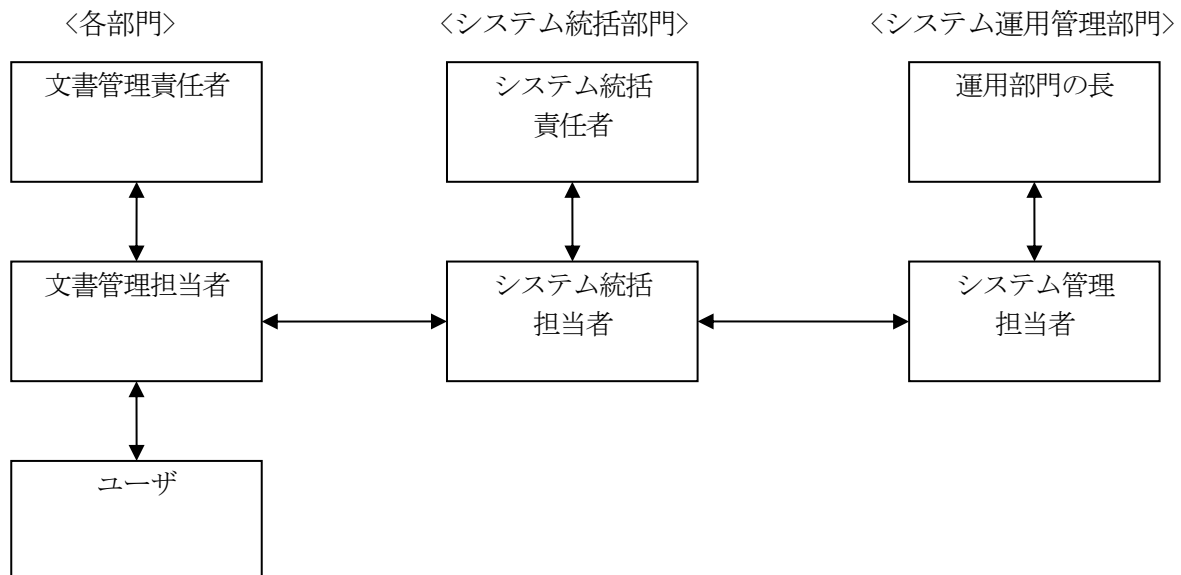 〈各部門〉
〈システム統括部門〉
〈システム運用管理部門〉
文書管理責任者
システム統括
責任者
運用部門の長
文書管理担当者
システム統括
担当者
システム管理
担当者
ユーザ